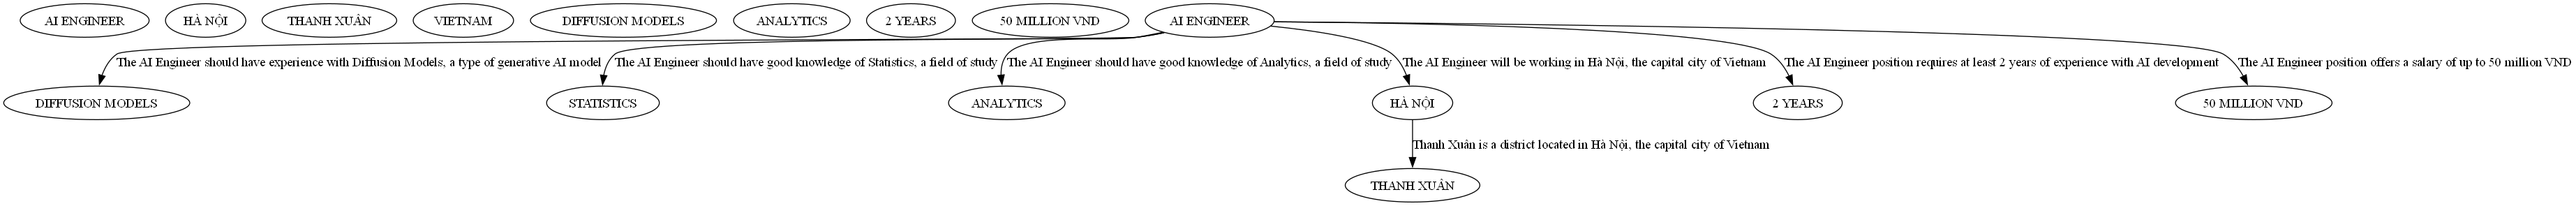 AI ENGINEER
HÀ NỘI
THANH XUÂN
VIETNAM
DIFFUSION MODELS
ANALYTICS
2 YEARS
50 MILLION VND
AI ENGINEER
The AI Engineer should have experience with Diffusion Models, a type of generative AI model
The AI Engineer should have good knowledge of Statistics, a field of study
The AI Engineer should have good knowledge of Analytics, a field of study
The AI Engineer will be working in Hà Nội, the capital city of Vietnam
The AI Engineer position requires at least 2 years of experience with AI development
The AI Engineer position offers a salary of up to 50 million VND
DIFFUSION MODELS
STATISTICS
ANALYTICS
HÀ NỘI
2 YEARS
50 MILLION VND
Thanh Xuân is a district located in Hà Nội, the capital city of Vietnam
THANH XUÂN